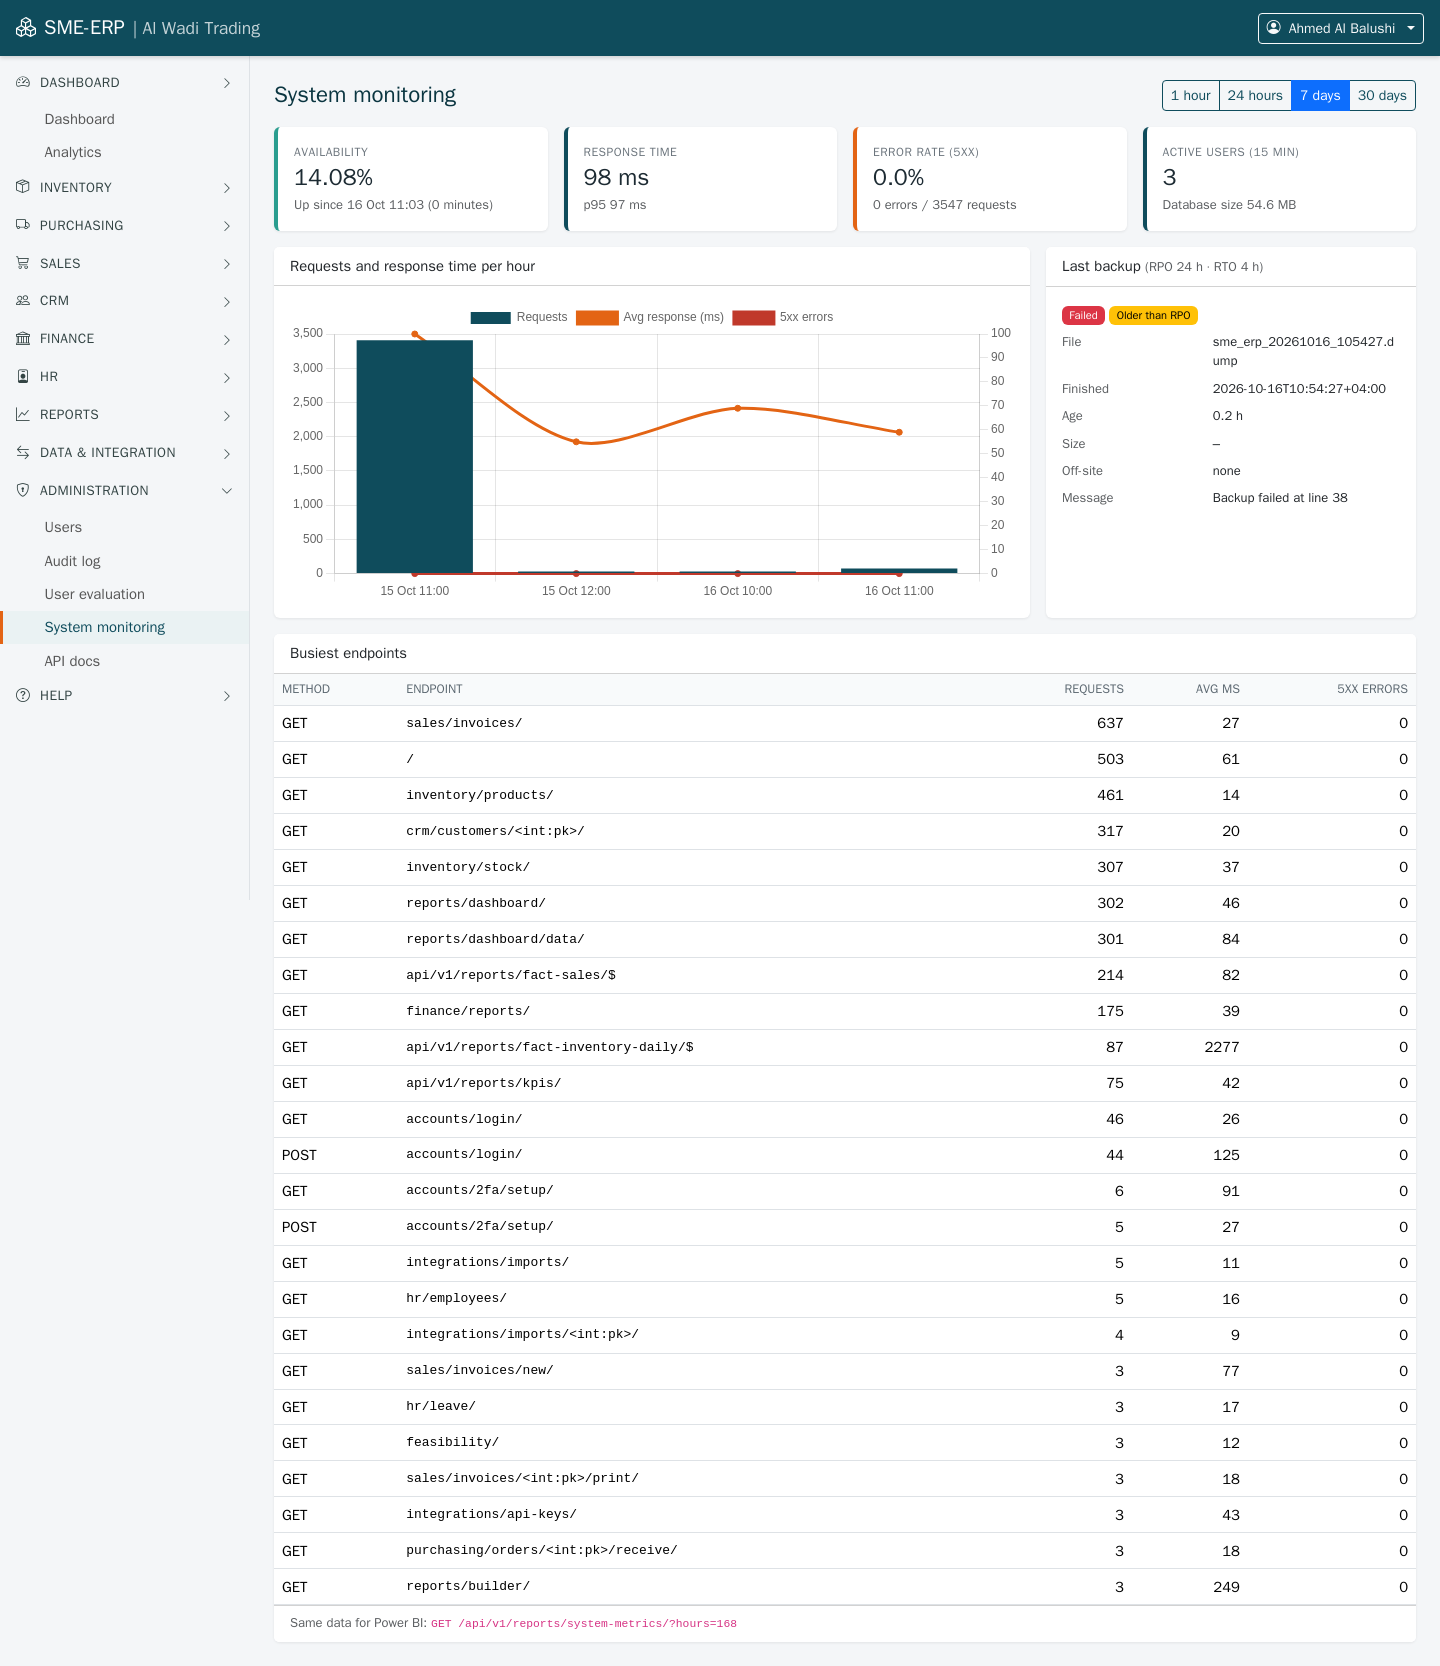 SME-ERP | Al Wadi Trading
Ahmed Al Balushi
DASHBOARD
Dashboard
Analytics
INVENTORY
PURCHASING
SALES
CRM
FINANCE
HR
REPORTS
DATA & INTEGRATION
ADMINISTRATION
Users
Audit log
User evaluation
System monitoring
API docs
HELP
System monitoring
1 hour 24 hours 7 days 30 days
AVAILABILITY
14.08%
Up since 16 Oct 11:03 (0 minutes)
RESPONSE TIME
98 ms
p95 97 ms
ERROR RATE (5XX)
0.0%
0 errors / 3547 requests
ACTIVE USERS (15 MIN)
3
Database size 54.6 MB
Requests and response time per hour
Requests Avg response (ms) 5xx errors
3,500
3,000
2,500
2,000
1,500
1,000
500
0
100
90
80
70
60
50
40
30
20
10
0
15 Oct 11:00 15 Oct 12:00 16 Oct 10:00 16 Oct 11:00
Last backup (RPO 24 h · RTO 4 h)
Failed Older than RPO
File sme_erp_20261016_105427.d
ump
Finished 2026-10-16T10:54:27+04:00
Age 0.2 h
Size –
Off-site none
Message Backup failed at line 38
Busiest endpoints
METHOD ENDPOINT REQUESTS AVG MS 5XX ERRORS
GET sales/invoices/ 637 27 0
GET / 503 61 0
GET inventory/products/ 461 14 0
GET crm/customers/<int:pk>/ 317 20 0
GET inventory/stock/ 307 37 0
GET reports/dashboard/ 302 46 0
GET reports/dashboard/data/ 301 84 0
GET api/v1/reports/fact-sales/$ 214 82 0
GET finance/reports/ 175 39 0
GET api/v1/reports/fact-inventory-daily/$ 87 2277 0
GET api/v1/reports/kpis/ 75 42 0
GET accounts/login/ 46 26 0
POST accounts/login/ 44 125 0
GET accounts/2fa/setup/ 6 91 0
POST accounts/2fa/setup/ 5 27 0
GET integrations/imports/ 5 11 0
GET hr/employees/ 5 16 0
GET integrations/imports/<int:pk>/ 4 9 0
GET sales/invoices/new/ 3 77 0
GET hr/leave/ 3 17 0
GET feasibility/ 3 12 0
GET sales/invoices/<int:pk>/print/ 3 18 0
GET integrations/api-keys/ 3 43 0
GET purchasing/orders/<int:pk>/receive/ 3 18 0
GET reports/builder/ 3 249 0
Same data for Power BI: GET /api/v1/reports/system-metrics/?hours=168